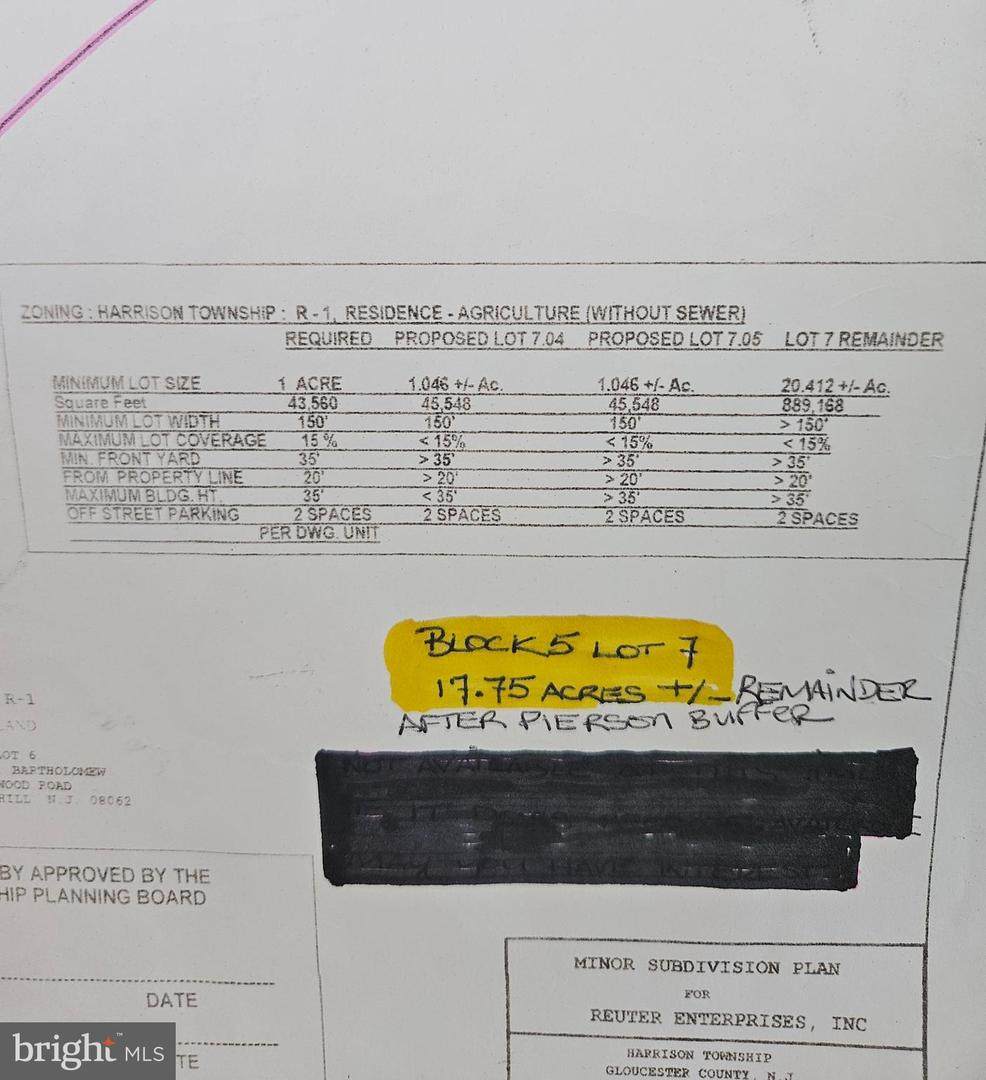 ZONING : HARRISON TOWNSHIP : R - 1, RESIDENCE - AGRICULTURE (WITHOUT SEWER)
REQUIRED PROPOSED LOT 7.04 PROPOSED LOT 7.05 LOT 7 REMAINDER
MINIMUM LOT SIZE 1 ACRE 1.046 +/- Ac. 1.046 +/- Ac. 20.412 +/- Ac.
Square Feet 43,560 45,548 45,548 889,168
MINIMUM LOT WIDTH 150' 150' 150' > 150'
MAXIMUM LOT COVERAGE 15 % < 15% < 15% < 15%
MIN. FRONT YARD 35' > 35' > 35' > 35'
FROM PROPERTY LINE 20' > 20' > 20' > 20'
MAXIMUM BLDG. HT. 35' < 35' > 35' > 35'
OFF STREET PARKING 2 SPACES 2 SPACES 2 SPACES 2 SPACES
PER DWG. UNIT
BLOCK 5 LOT 7
17.75 ACRES +/- REMAINDER
AFTER PIERSON BUFFER
R-1
LAND
LOT 6
BARTHOLOMEW
WOOD ROAD
HILL N.J. 08062
BY APPROVED BY THE
HIP PLANNING BOARD
DATE
TE
MINOR SUBDIVISION PLAN
FOR
REUTER ENTERPRISES, INC
HARRISON TOWNSHIP
GLOUCESTER COUNTY, N.J.
bright™ MLS